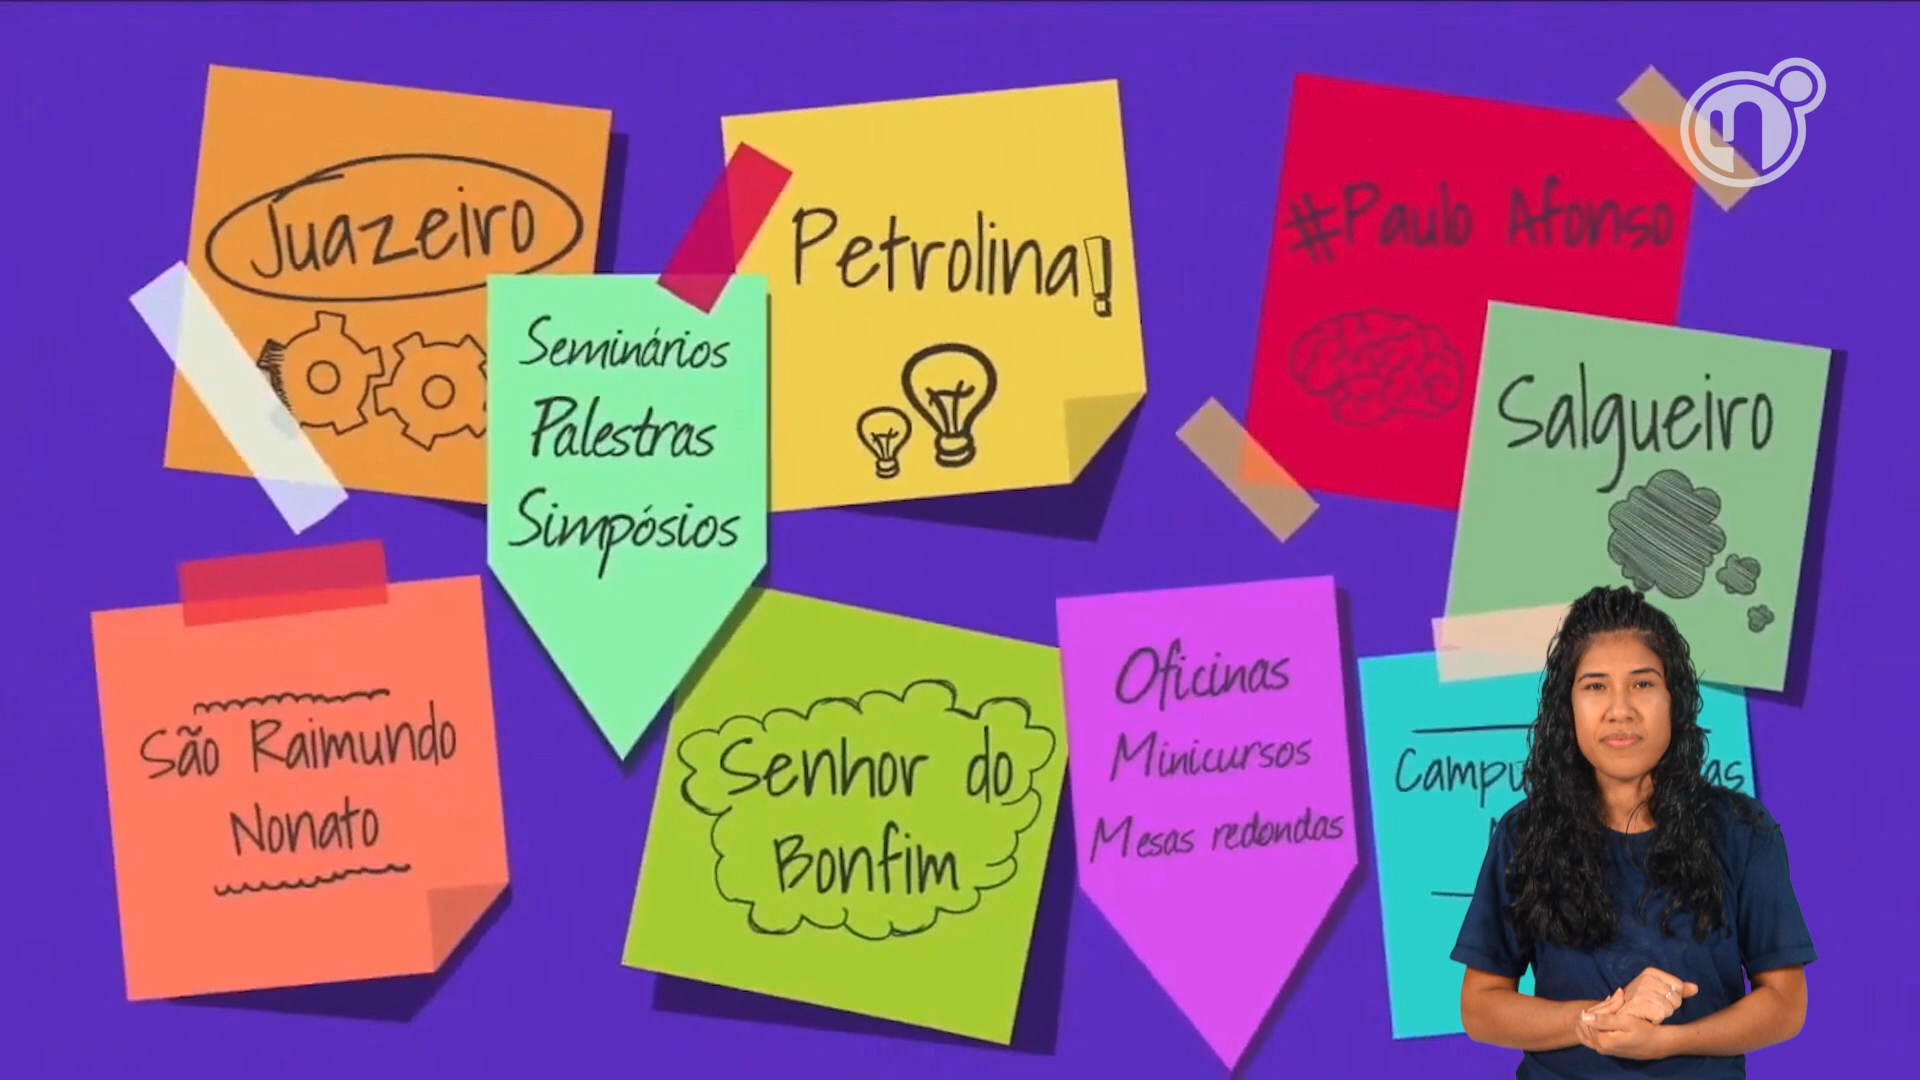 Juazeiro
Petrolina!
#Paulo Afonso
Seminários
Palestras
Simpósios
Salgueiro
São Raimundo
Nonato
Senhor do
Bonfim
Oficinas
Minicursos
Mesas redondas